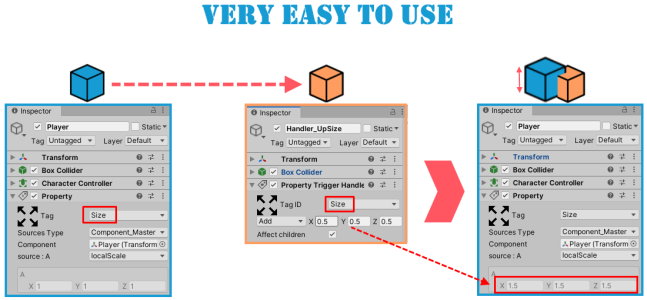 VERY EASY TO USE
Inspector
Player
Static
Tag Untagged Layer Default
Transform
Box Collider
Character Controller
Property
Tag Size
Sources Type Component_Master
Component Player (Transform
source : A localScale
A
X 1 Y 1 Z 1
Inspector
Handler_UpSize
Static
Tag Untagged Layer Default
Transform
Box Collider
Property Trigger Handle
Tag ID Size
Add X 0.5 Y 0.5 Z 0.5
Affect children
Inspector
Player
Static
Tag Untagged Layer Default
Transform
Box Collider
Character Controller
Property
Tag Size
Sources Type Component_Master
Component Player (Transform
source : A localScale
A
X 1.5 Y 1.5 Z 1.5